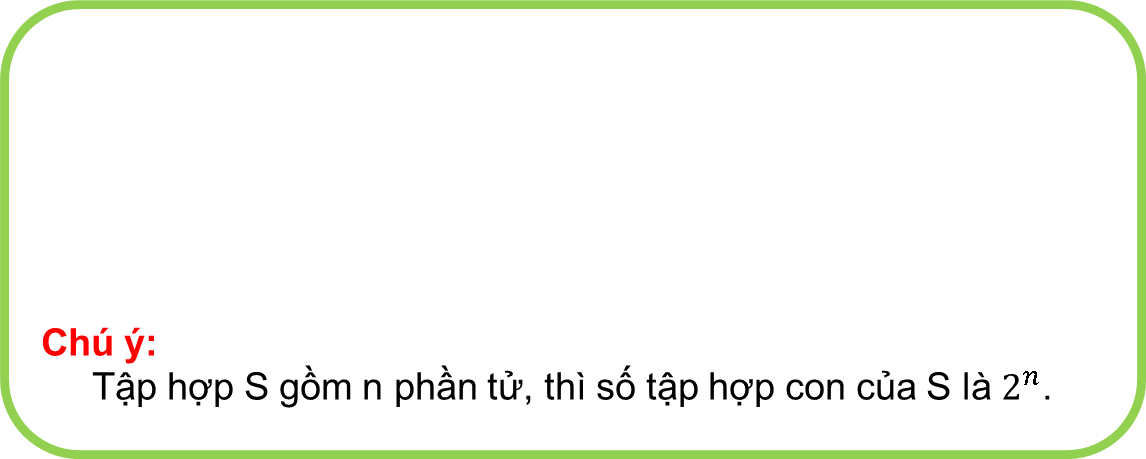 Chú ý:
Tập hợp S gồm n phần tử, thì số tập hợp con của S là 2ⁿ.